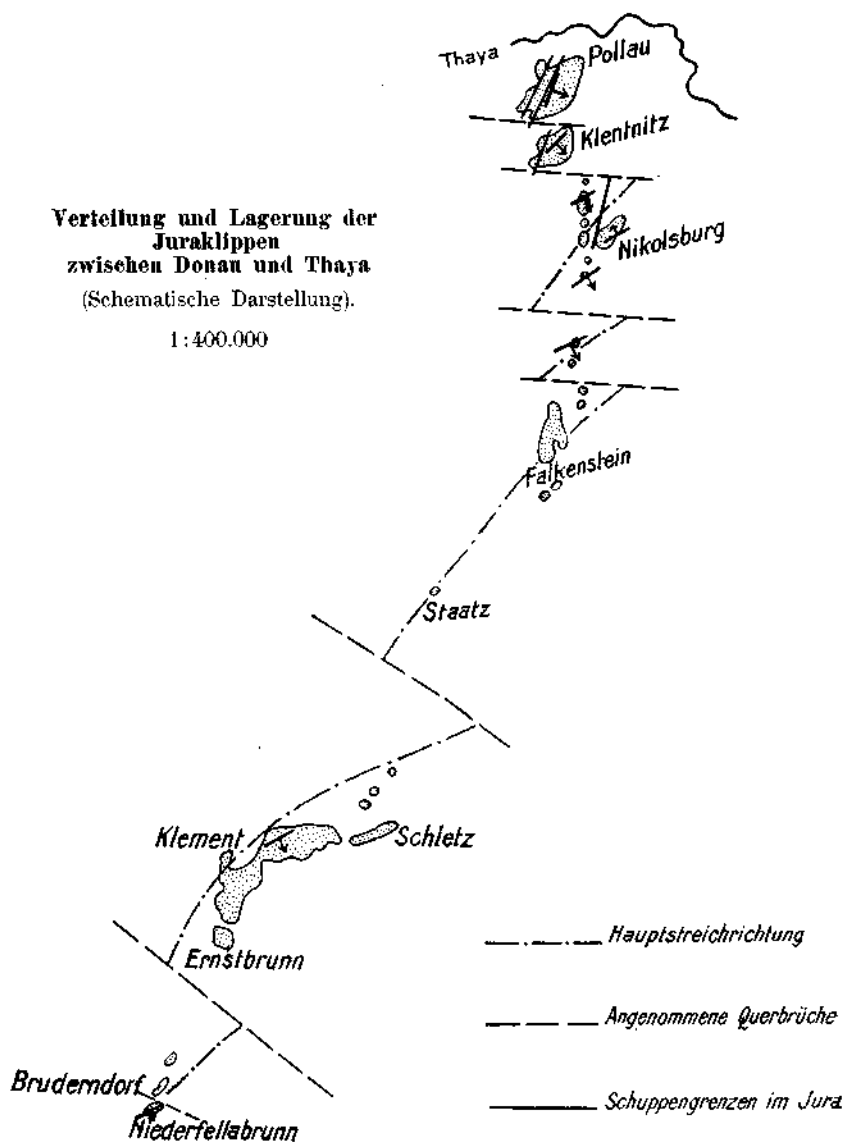 Thaya
Pollau
Klentnitz
Verteilung und Lagerung der
Juraklippen
zwischen Donau und Thaya
(Schematische Darstellung).
1:400.000
Nikolsburg
Falkenstein
Staatz
Klement
Schletz
Ernstbrunn
Hauptstreichrichtung
Angenommene Querbrüche
Bruderndorf
Niederfellabrunn
Schuppengrenzen im Jura